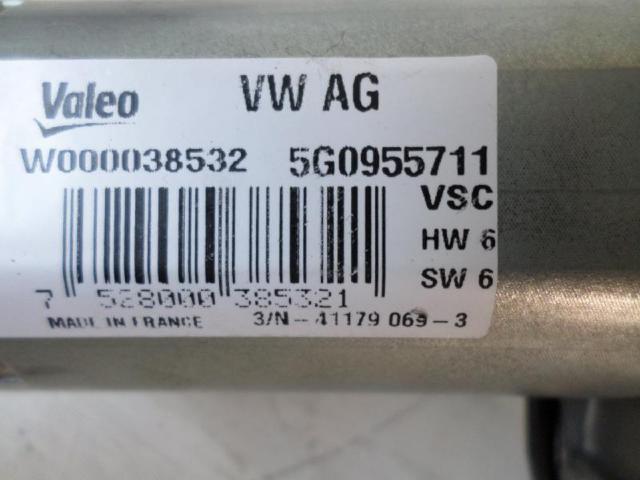 Valeo VW AG
W000038532 5G0955711
VSC
HW 6
SW 6
7 528000 385321
MADE IN FRANCE 3/N - 41179 069 - 3